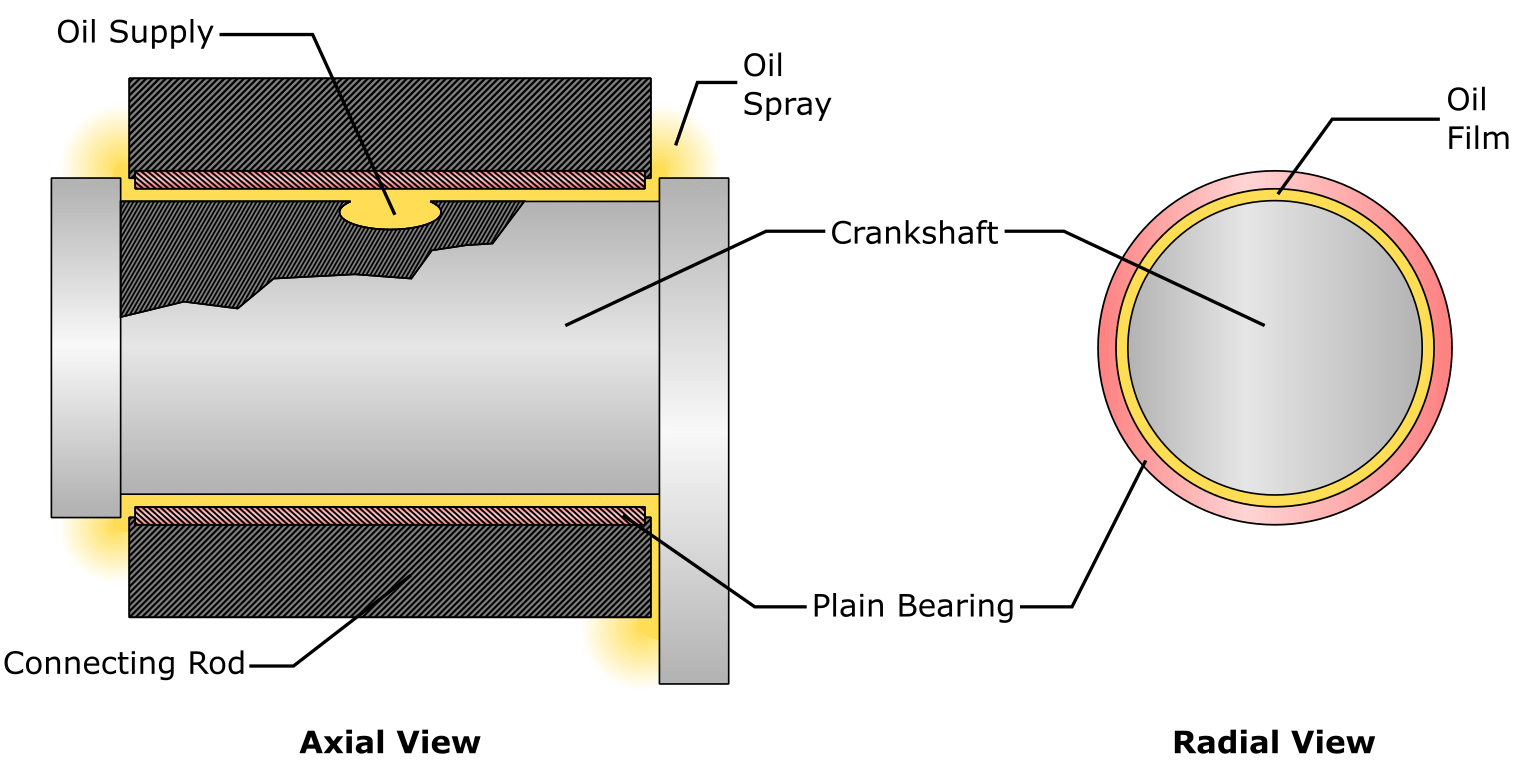 Oil Supply
Oil
Spray
Oil
Film
Crankshaft
Plain Bearing
Connecting Rod
Axial View
Radial View